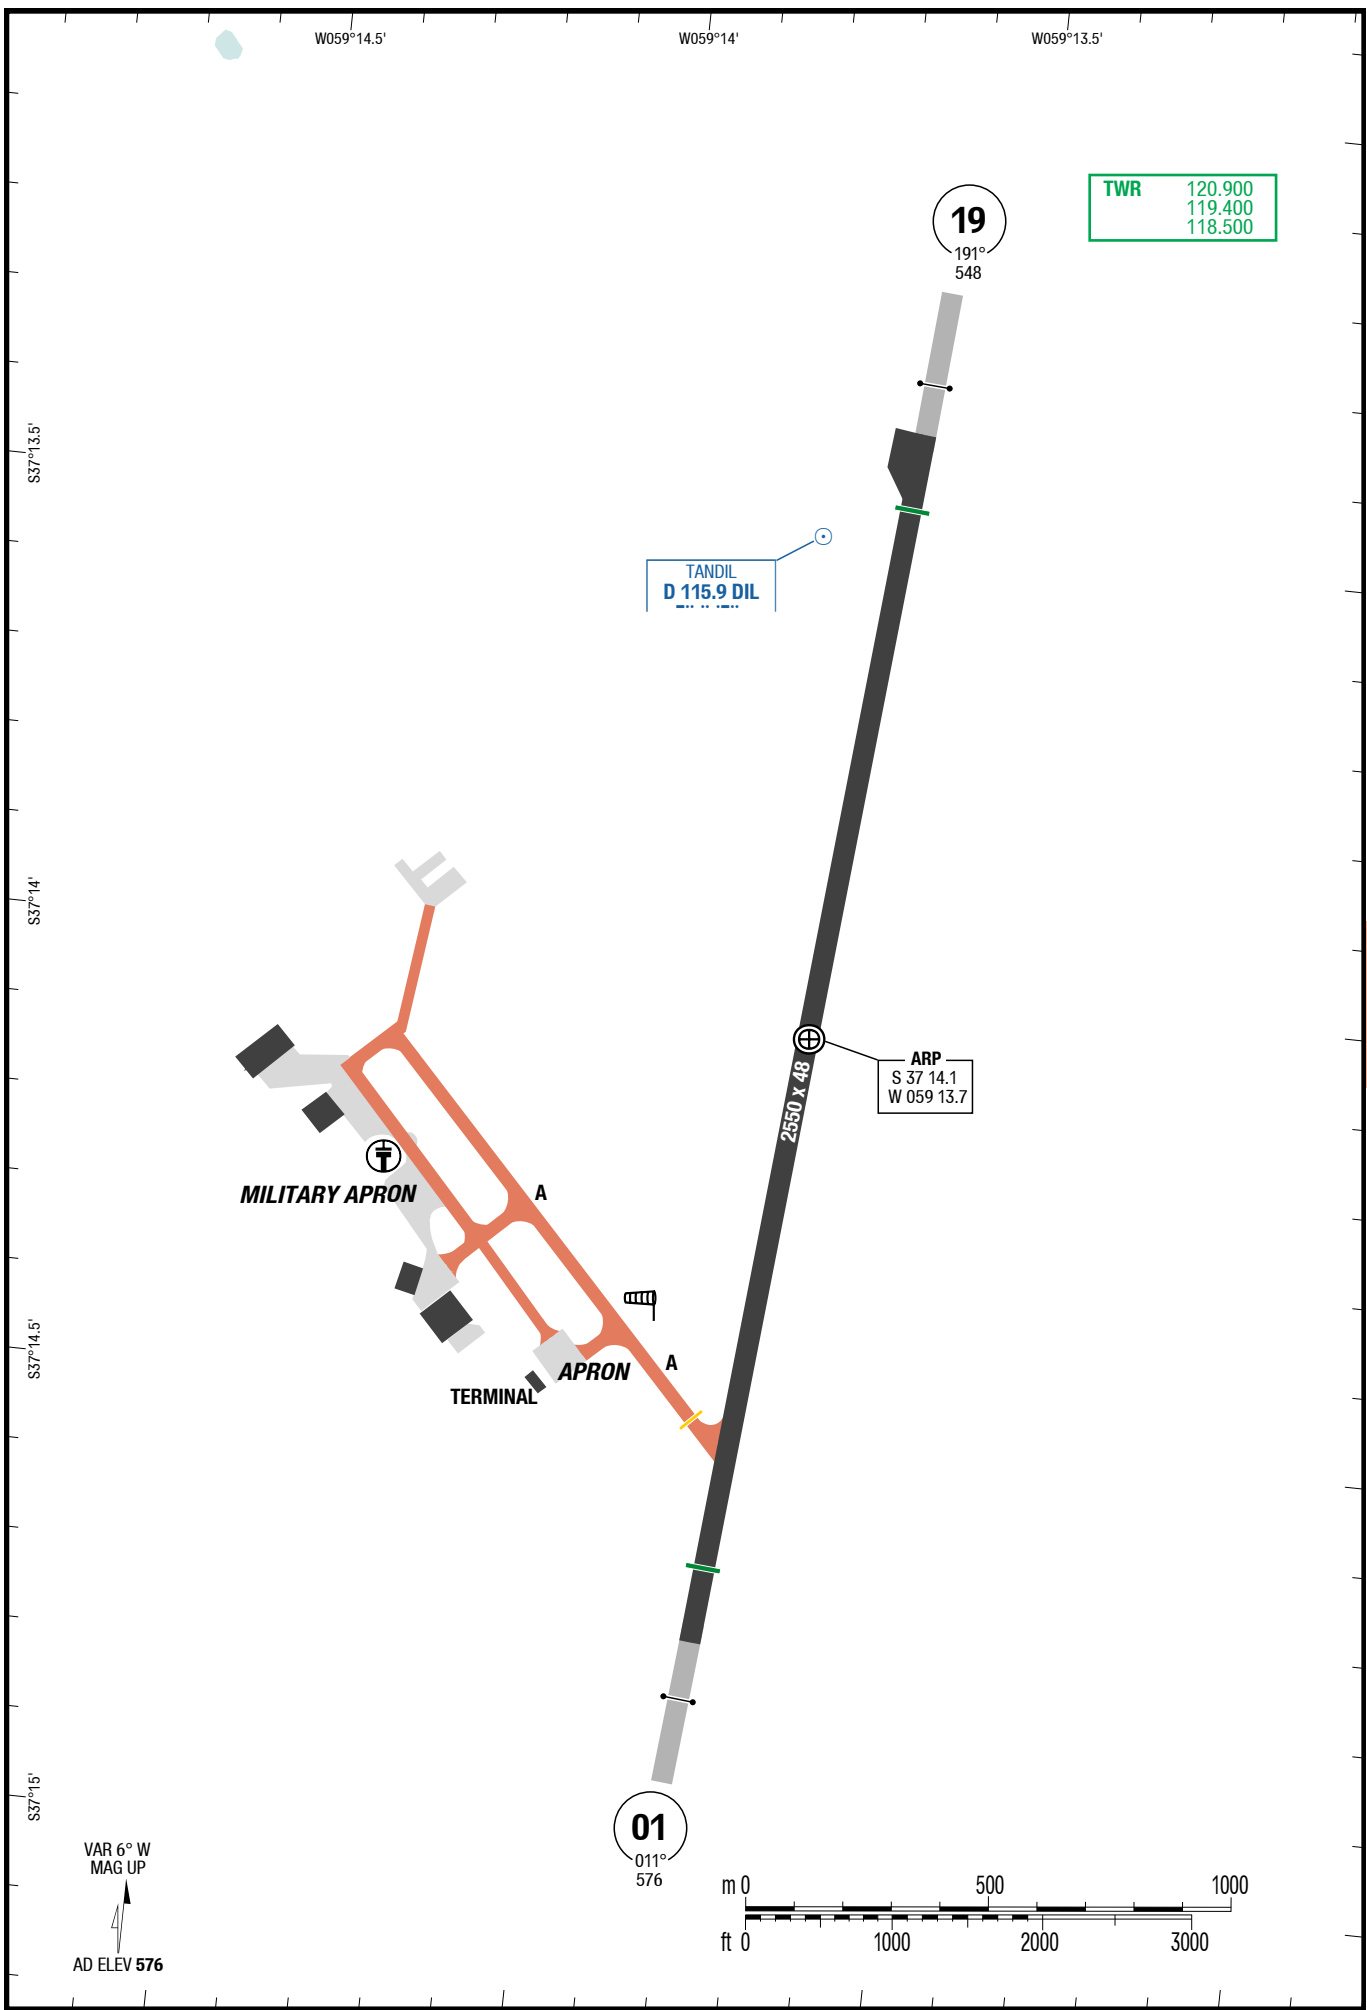 W059°14.5'
W059°14'
W059°13.5'
TWR 120.900
119.400
118.500
19
191°
548
S37°13.5'
TANDIL
D 115.9 DIL
S37°14'
ARP
S 37 14.1
W 059 13.7
2550 x 48
A
MILITARY APRON
S37°14.5'
A
APRON
TERMINAL
S37°15'
01
011°
576
VAR 6° W
MAG UP
AD ELEV 576
m 0 500 1000
ft 0 1000 2000 3000